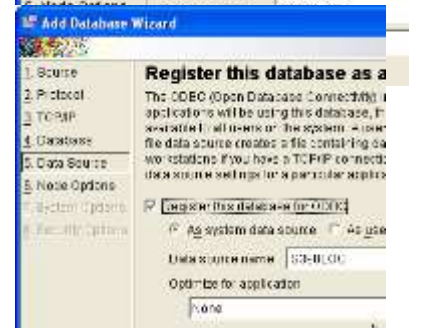 6. Node Options
Add Database Wizard
1. Source
2. Protocol
3. TCP/IP
4. Database
5. Data Source
6. Node Options
7. System Options
8. Security Options
Register this database as a
The ODBC (Open Database Connectivity)
applications will be using this database,
available to all users on the system. A user
file data source creates a file containing
workstations if you have a TCP/IP
data source settings for a particular
Register this database for ODBC
As system data source As use
Data source name
Optimize for application
None